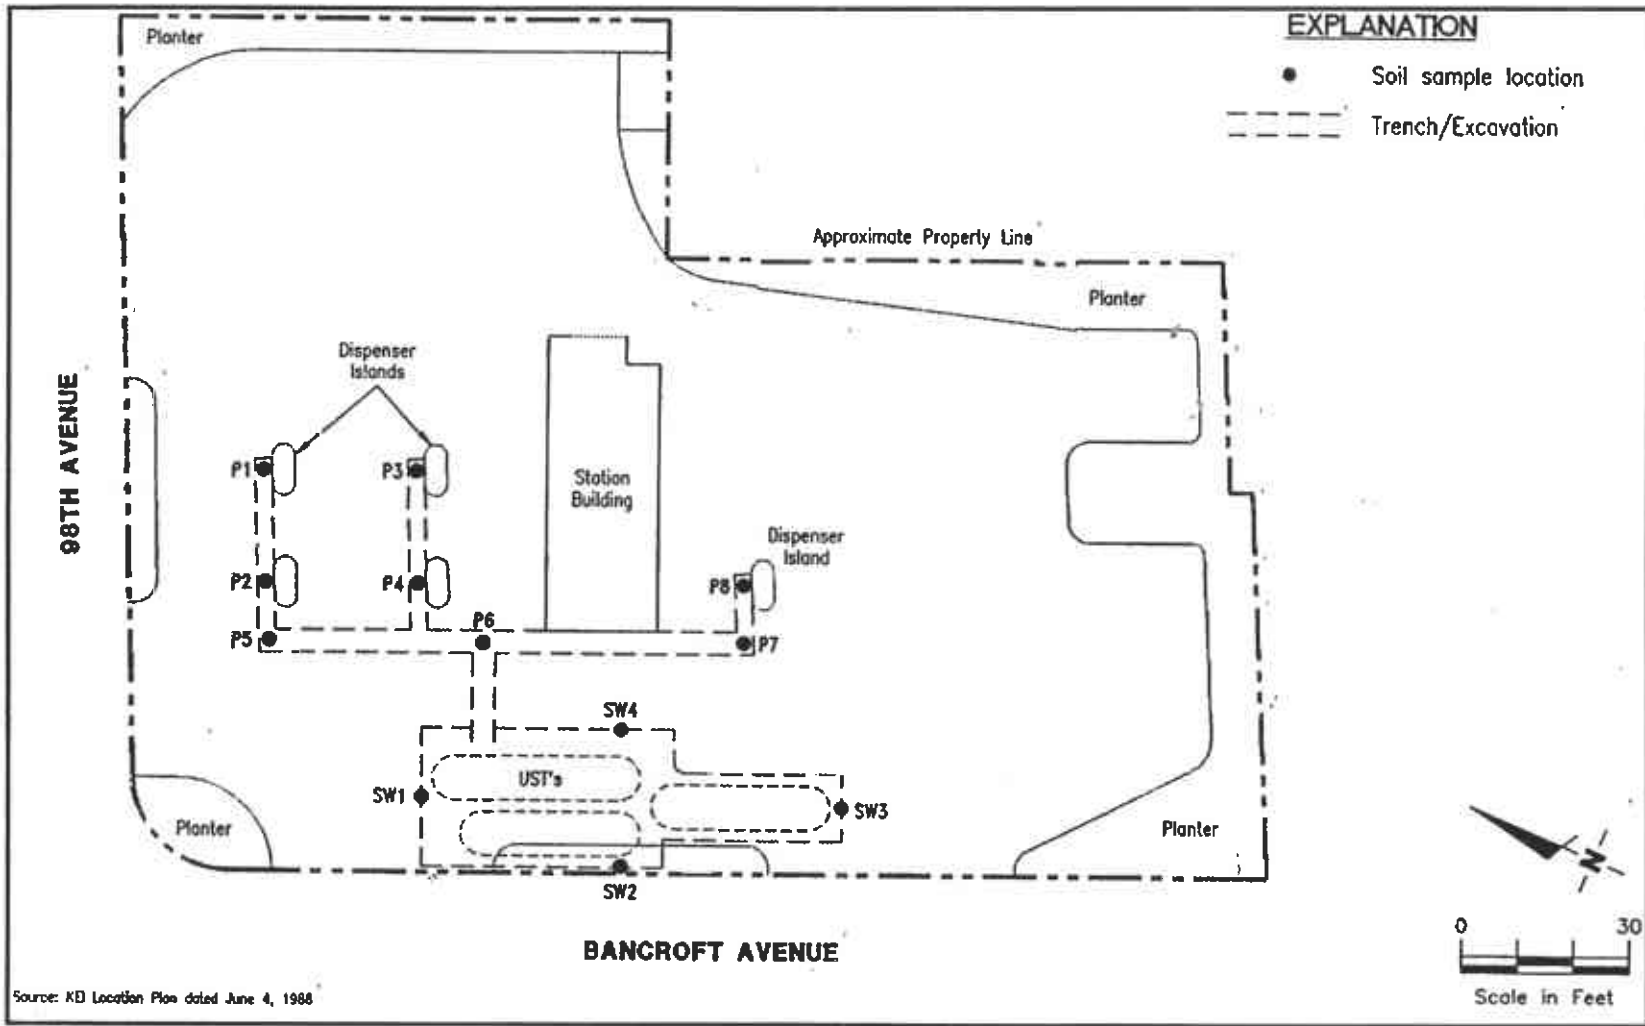 EXPLANATION
Soil sample location
Trench/Excavation
Planter
Approximate Property Line
Planter
Dispenser
Islands
98TH AVENUE
P1
P3
Station
Building
Dispenser
Island
P2
P4
P8
P5
P6
P7
SW4
UST's
SW1
SW3
Planter
Planter
SW2
N
BANCROFT AVENUE
0 30
Scale in Feet
Source: KEI Location Plan dated June 4, 1988